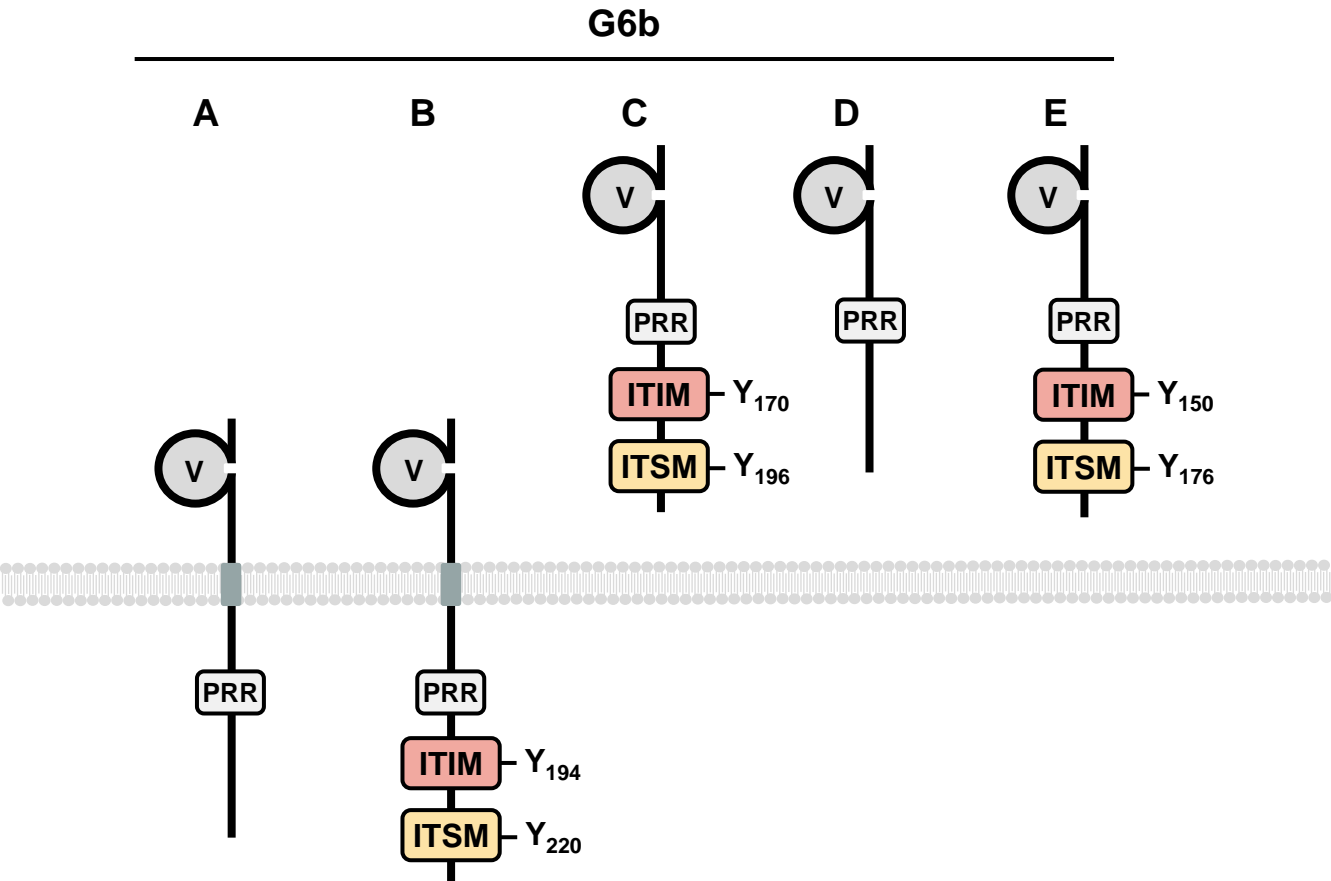 G6b
A B C D E
V V V
PRR PRR PRR
ITIM Y170 ITIM Y150
ITSM Y196 ITSM Y176
V V
PRR PRR
ITIM Y194
ITSM Y220